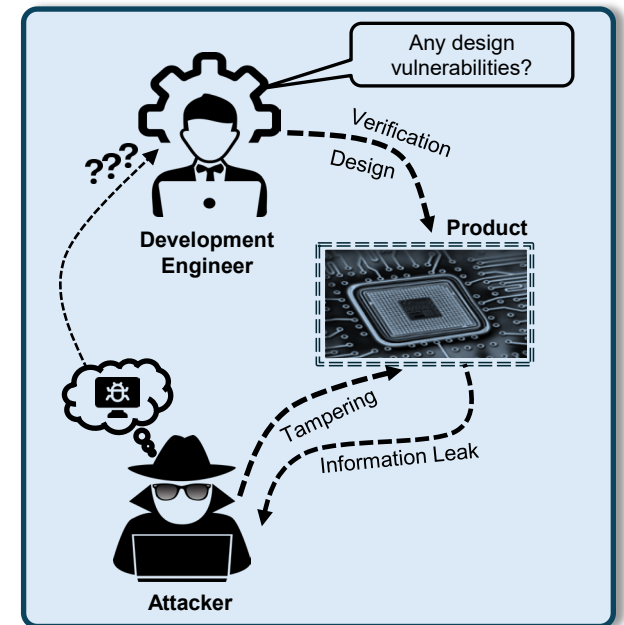 Any design
vulnerabilities?
Verification
Design
???
Product
Development
Engineer
Tampering
Information Leak
Attacker